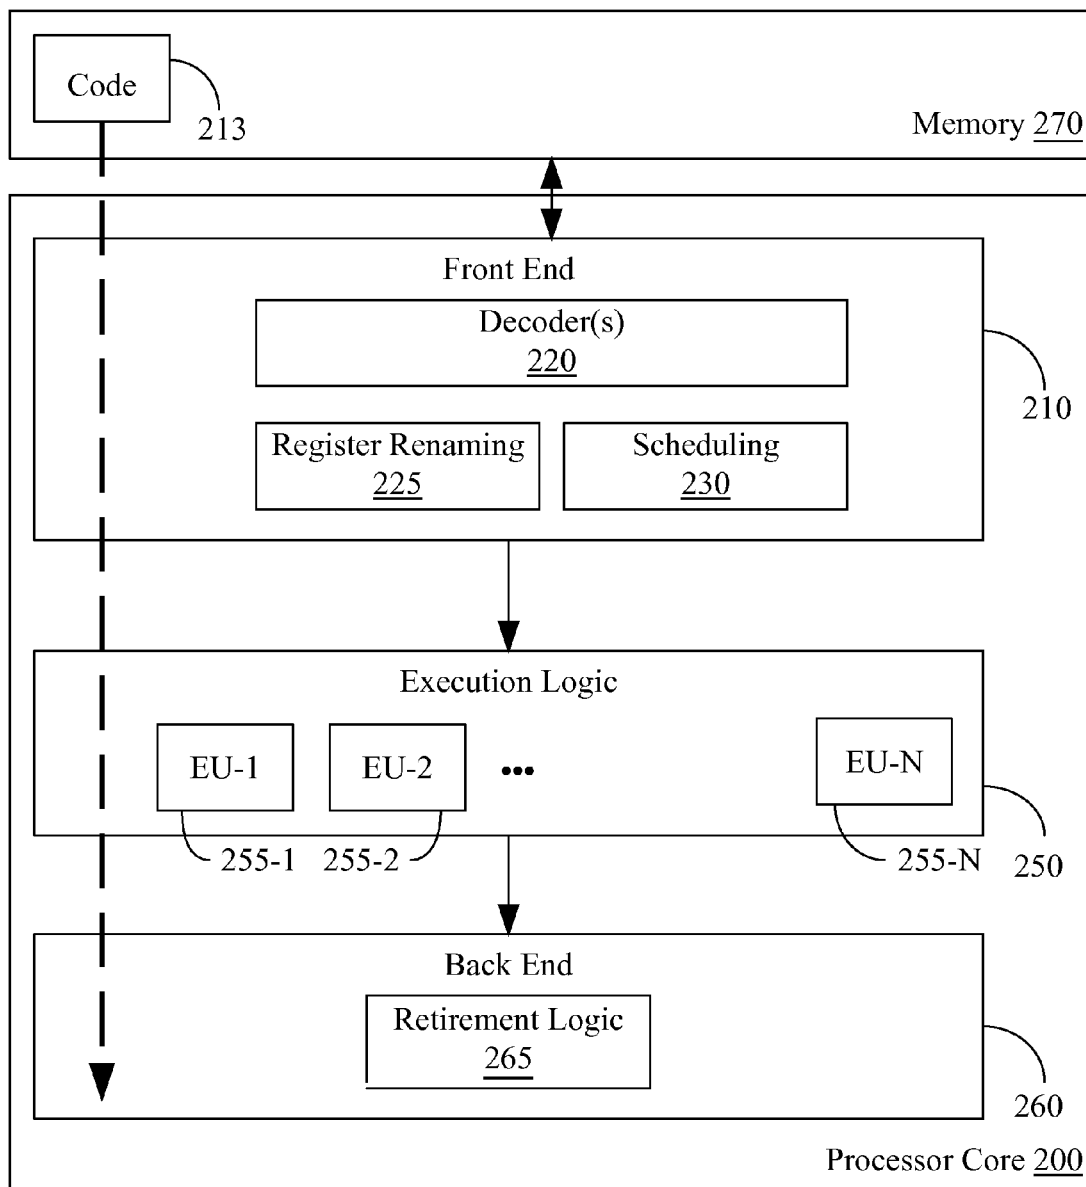 Code
213
Memory 270
Front End
Decoder(s)
220
210
Register Renaming
225
Scheduling
230
Execution Logic
EU-1
EU-2
•••
EU-N
255-1
255-2
255-N
250
Back End
Retirement Logic
265
260
Processor Core 200